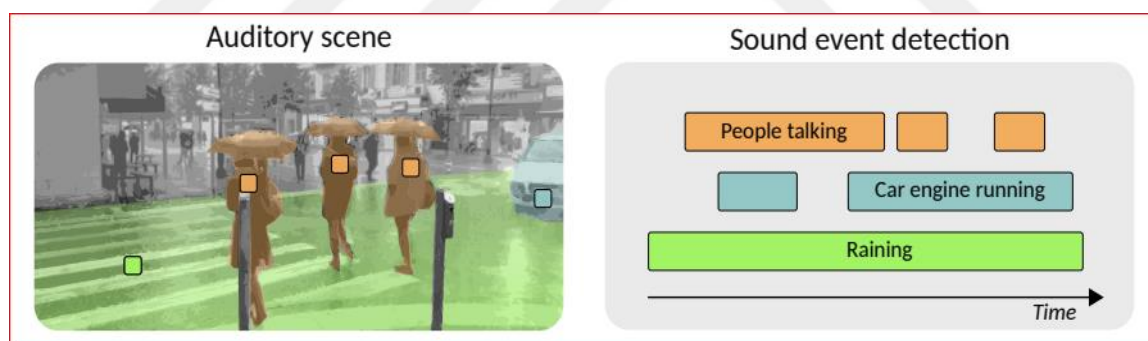 Auditory scene
Sound event detection
People talking
Car engine running
Raining
Time